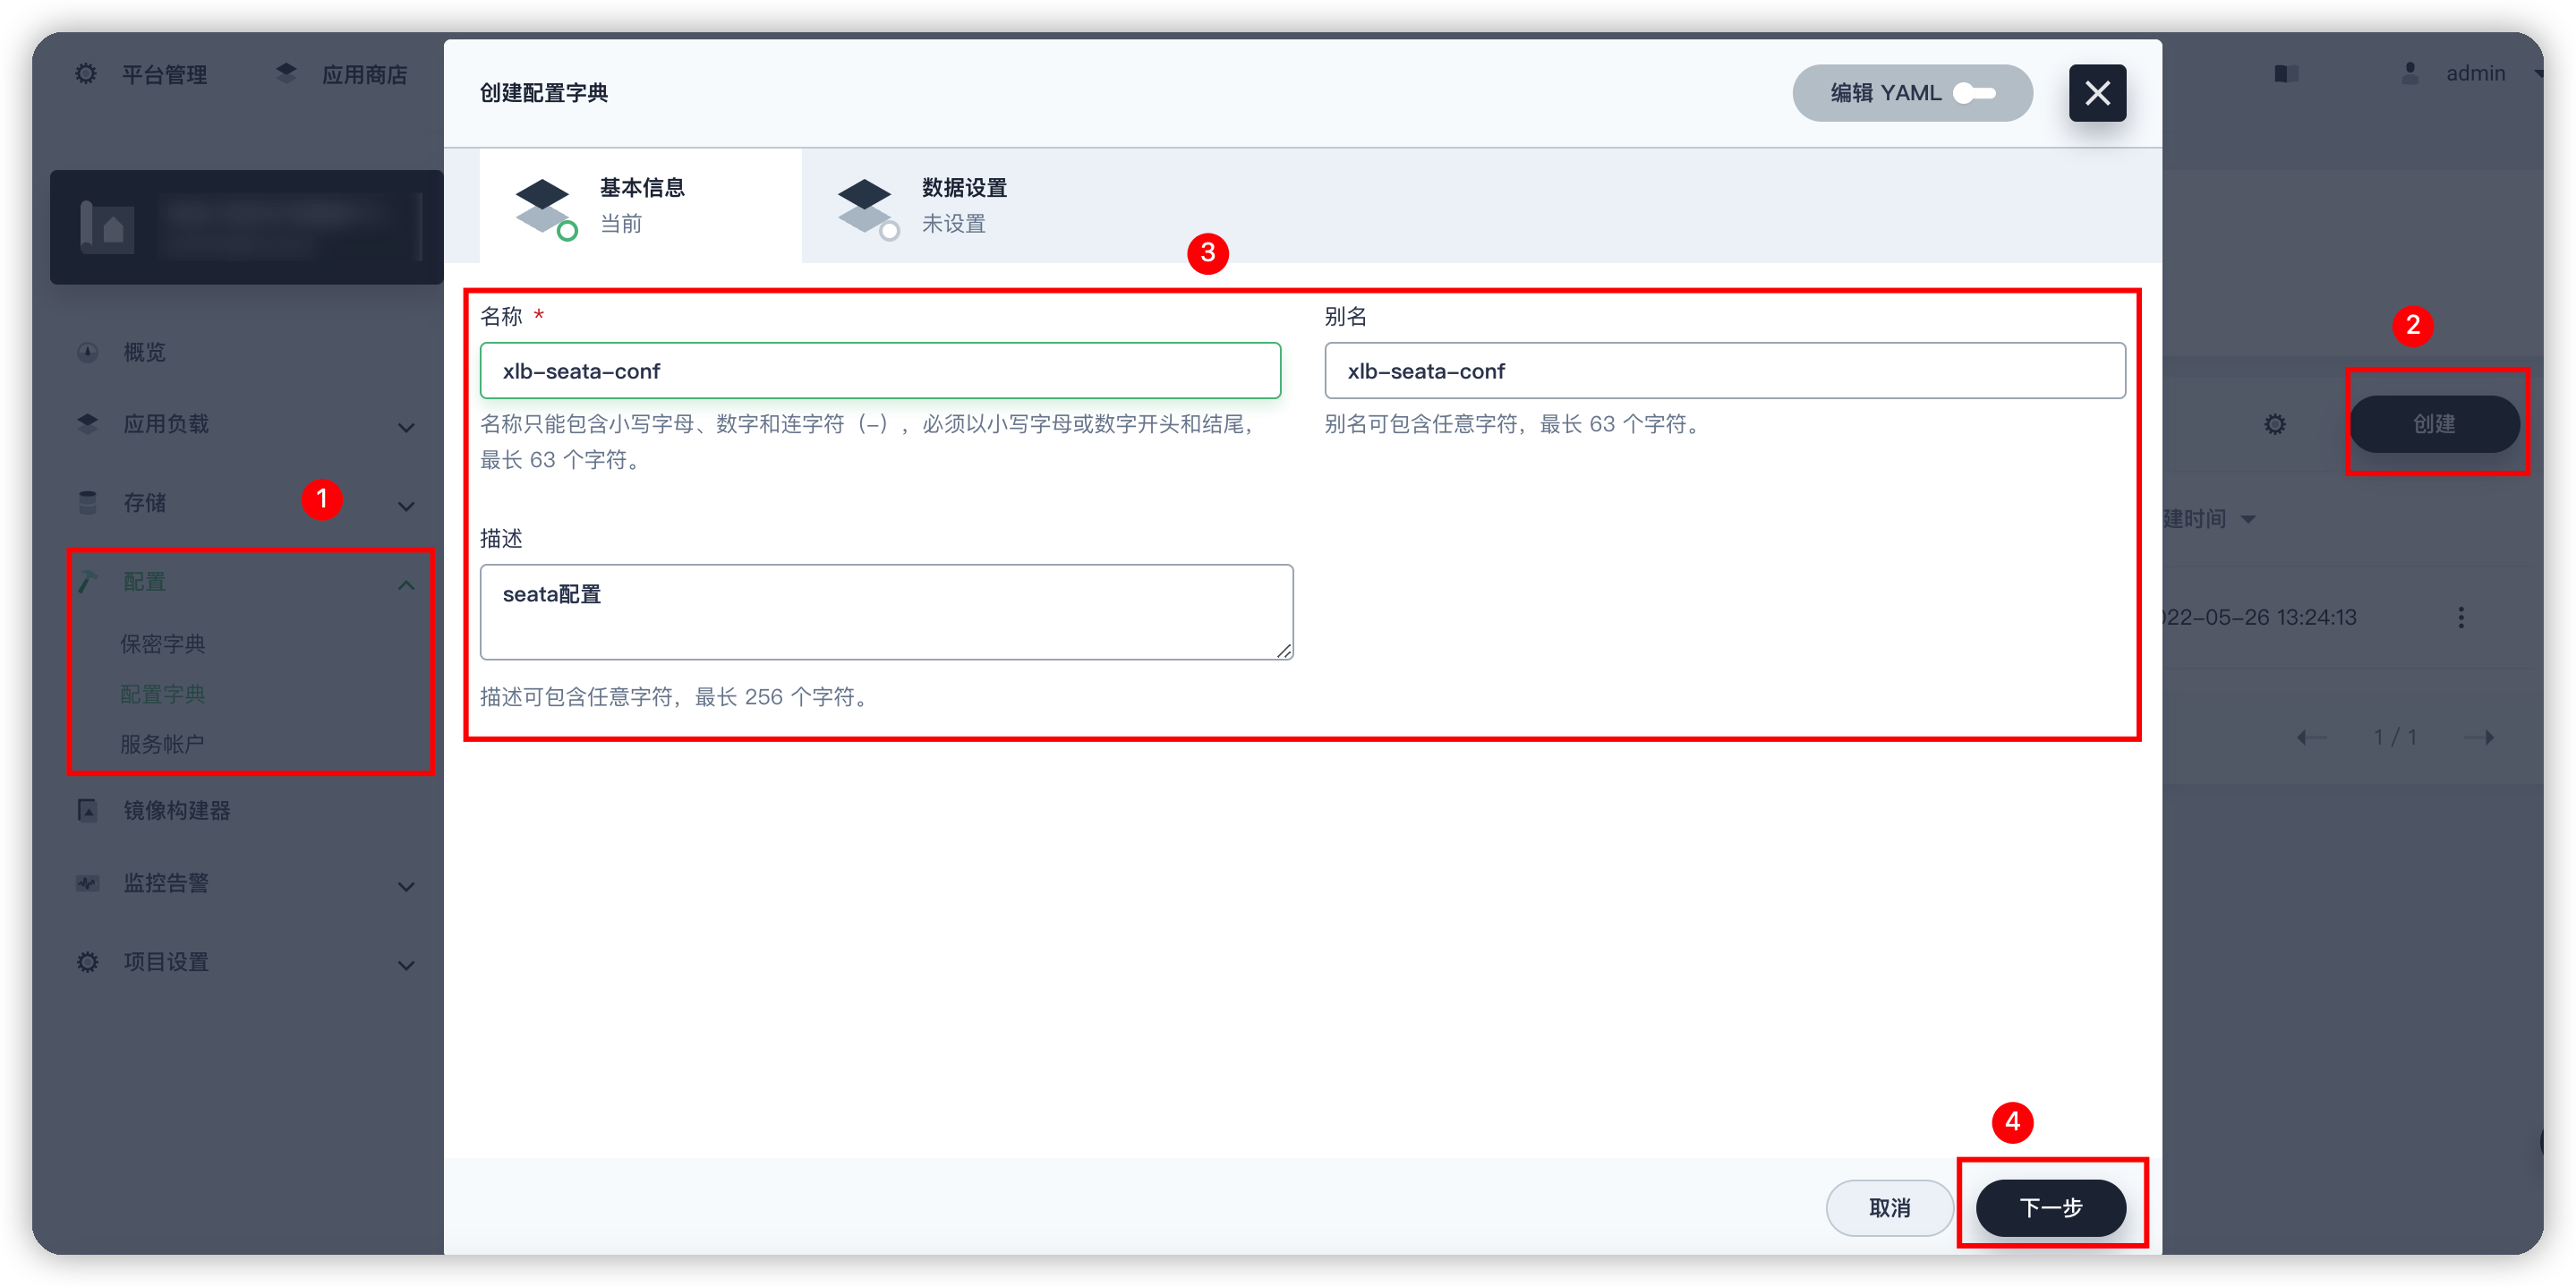 平台管理
应用商店
创建配置字典
编辑 YAML
admin
基本信息
当前
数据设置
未设置
3
概览
应用负载
存储
1
配置
保密字典
配置字典
服务帐户
镜像构建器
监控告警
项目设置
名称 *
xlb-seata-conf
名称只能包含小写字母、数字和连字符（-），必须以小写字母或数字开头和结尾，
最长 63 个字符。
别名
xlb-seata-conf
别名可包含任意字符，最长 63 个字符。
描述
seata配置
描述可包含任意字符，最长 256 个字符。
2
创建
建时间
022-05-26 13:24:13
1 / 1
4
取消
下一步